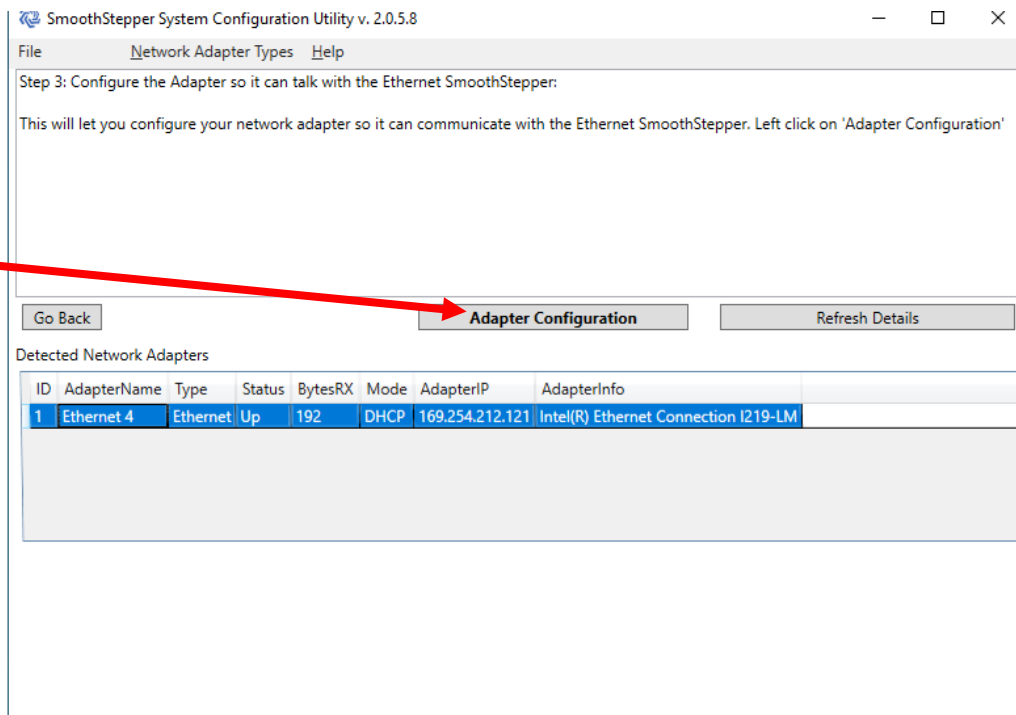 SmoothStepper System Configuration Utility v. 2.0.5.8
File Network Adapter Types Help
Step 3: Configure the Adapter so it can talk with the Ethernet SmoothStepper:
This will let you configure your network adapter so it can communicate with the Ethernet SmoothStepper. Left click on 'Adapter Configuration'
Go Back Adapter Configuration Refresh Details
Detected Network Adapters
ID AdapterName Type Status BytesRX Mode AdapterIP AdapterInfo
1 Ethernet 4 Ethernet Up 192 DHCP 169.254.212.121 Intel(R) Ethernet Connection I219-LM